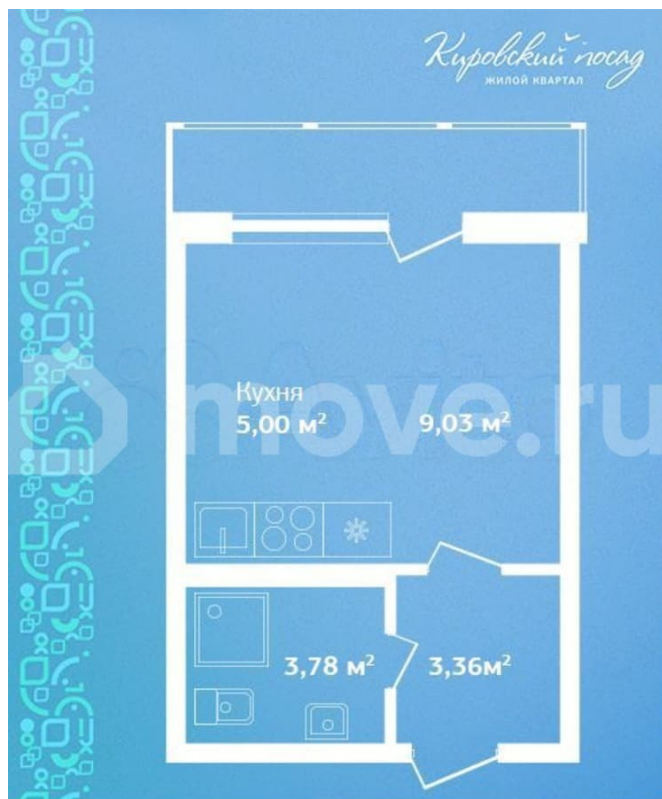 Кировский посад
ЖИЛОЙ КВАРТАЛ
move.ru
Кухня
5,00 м²
9,03 м²
3,78 м²
3,36м²